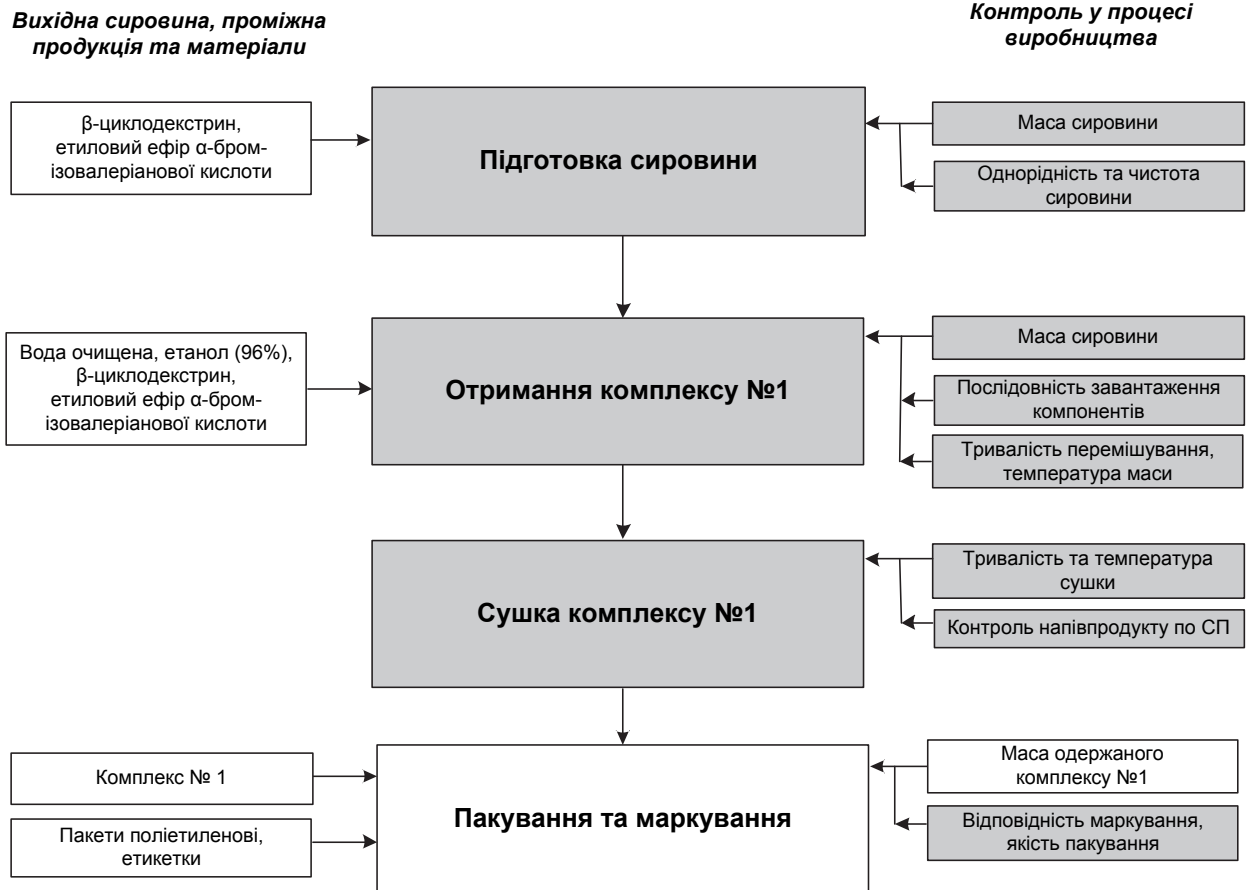 Вихідна сировина, проміжна
продукція та матеріали
Контроль у процесі
виробництва
β-циклодекстрин,
етиловий ефір α-бром-
ізовалеріанової кислоти
Підготовка сировини
Маса сировини
Однорідність та чистота
сировини
Вода очищена, етанол (96%),
β-циклодекстрин,
етиловий ефір α-бром-
ізовалеріанової кислоти
Отримання комплексу №1
Маса сировини
Послідовність завантаження
компонентів
Тривалість перемішування,
температура маси
Сушка комплексу №1
Тривалість та температура
сушки
Контроль напівпродукту по СП
Комплекс № 1
Пакети поліетиленові,
етикетки
Пакування та маркування
Маса одержаного
комплексу №1
Відповідність маркування,
якість пакування